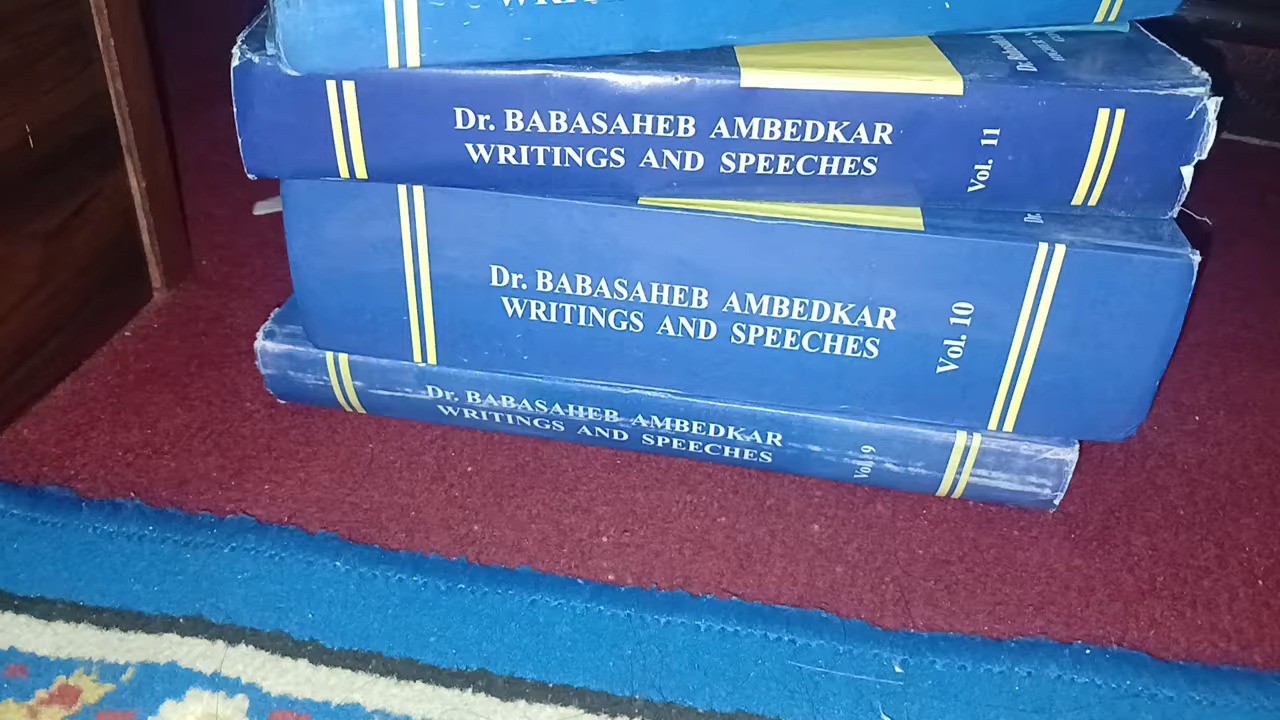 Dr. BABASAHEB AMBEDKAR
WRITINGS AND SPEECHES
Vol. 11
Dr. BABASAHEB AMBEDKAR
WRITINGS AND SPEECHES
Vol. 10
Dr.
Dr. BABASAHEB AMBEDKAR
WRITINGS AND SPEECHES
Vol. 9